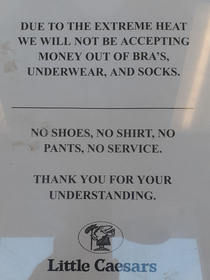 DUE TO THE EXTREME HEAT
WE WILL NOT BE ACCEPTING
MONEY OUT OF BRA'S,
UNDERWEAR, AND SOCKS.
NO SHOES, NO SHIRT, NO
PANTS, NO SERVICE.
THANK YOU FOR YOUR
UNDERSTANDING.
Little Caesars